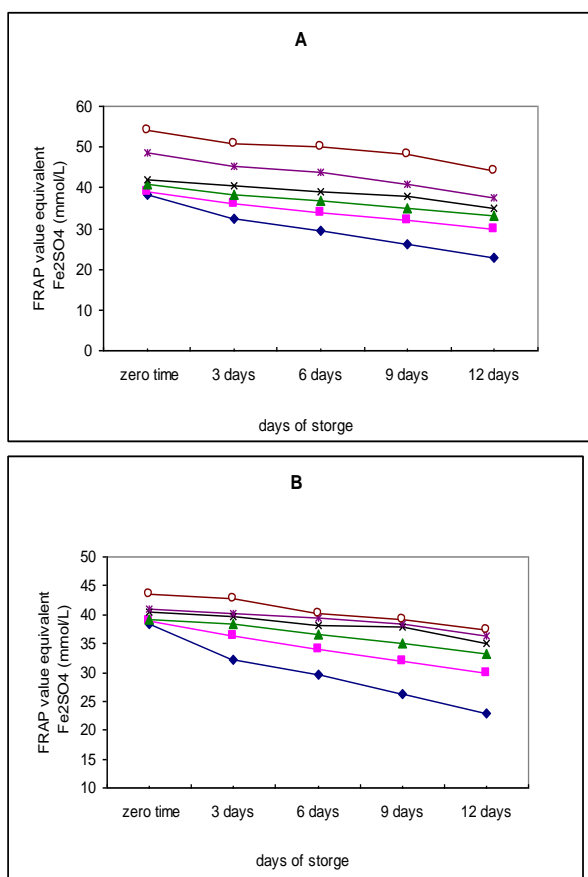 A
FRAP value equivalent
Fe2SO4 (mmol/L)
60
50
40
30
20
10
0
zero time 3 days 6 days 9 days 12 days
days of storge
B
FRAP value equivalent
Fe2SO4 (mmol/L)
50
45
40
35
30
25
20
15
10
zero time 3 days 6 days 9 days 12 days
days of storge